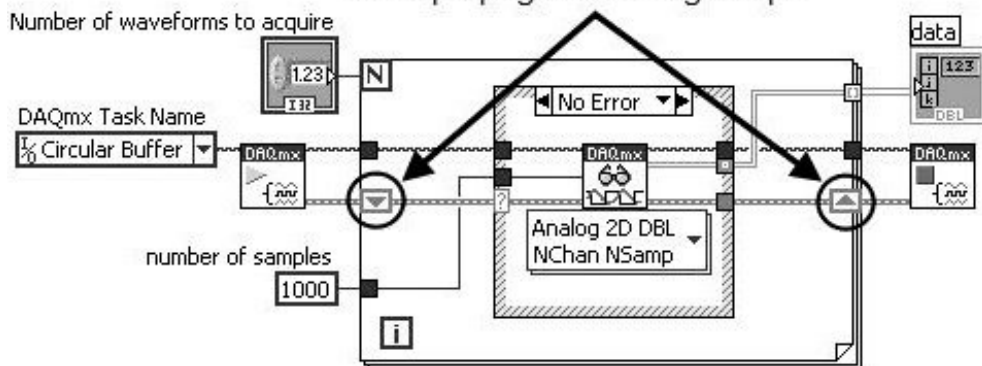 Number of waveforms to acquire
1.23
I32
N
data
i
j
k
123
DBL
No Error
DAQmx Task Name
I/O Circular Buffer
DAQmx
DAQmx
DAQmx
?
Analog 2D DBL
NChan NSamp
number of samples
1000
i